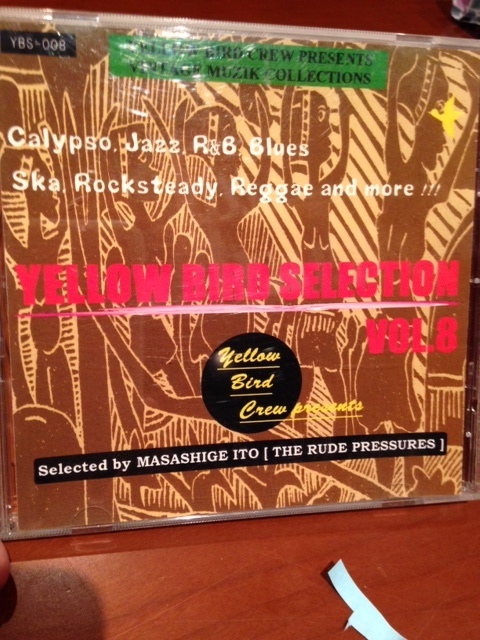 YBS-008
YELLOW BIRD CREW PRESENTS
VINTAGE MUZIK COLLECTIONS
Calypso, Jazz, R&B, Blues
Ska, Rocksteady, Reggae and more !!!
YELLOW BIRD SELECTION
VOL.8
Yellow
Bird
Crew presents
Selected by MASASHIGE ITO [ THE RUDE PRESSURES ]